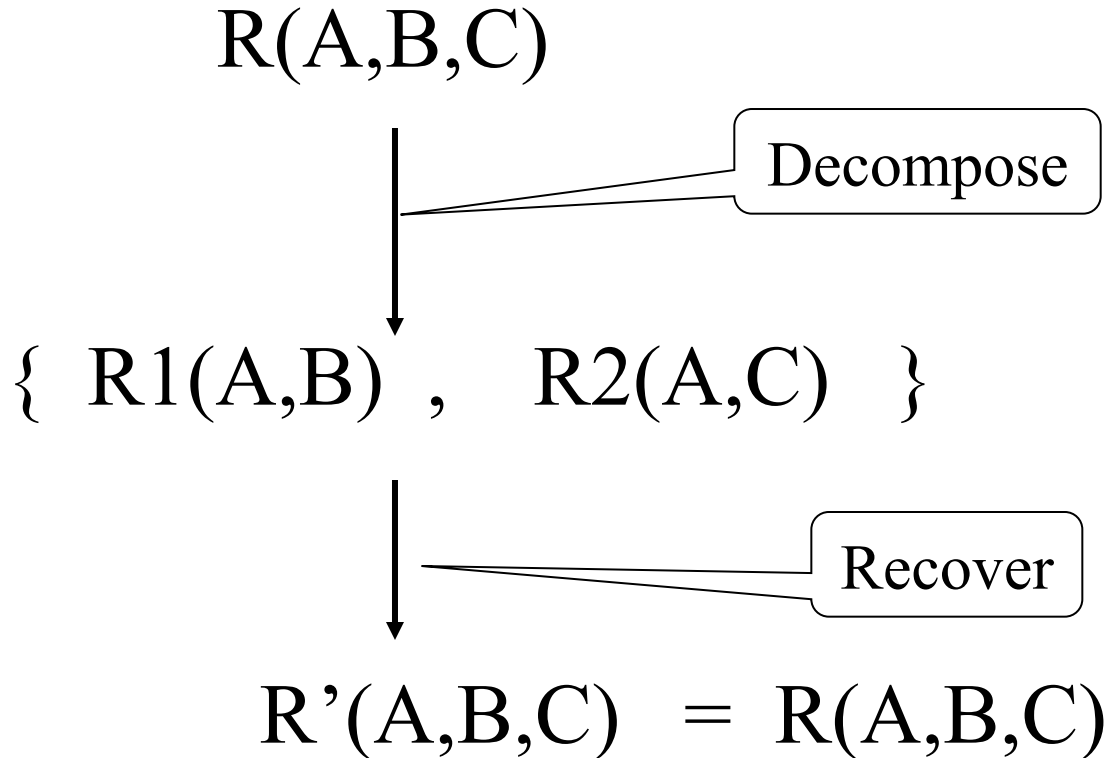 R(A,B,C)
Decompose
{ R1(A,B) , R2(A,C) }
Recover
R’(A,B,C) = R(A,B,C)